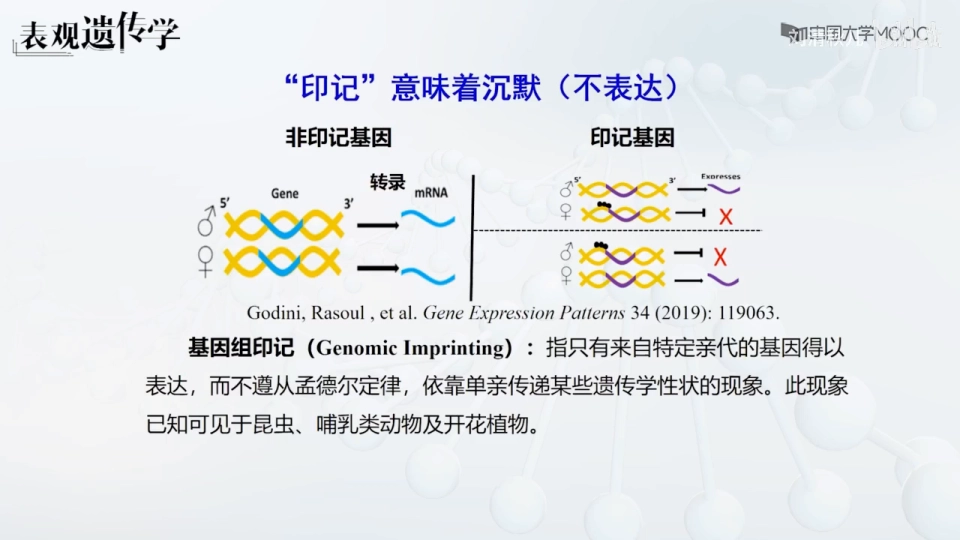 表观遗传学
中国大学MOOC
“印记”意味着沉默（不表达）
非印记基因
印记基因
5’
Gene
3’
转录
mRNA
♂
♀
5’
3’
Expresses
♂
♀
X
♂
♀
X
Godini, Rasoul , et al. Gene Expression Patterns 34 (2019): 119063.
基因组印记（Genomic Imprinting）：指只有来自特定亲代的基因得以
表达，而不遵从孟德尔定律，依靠单亲传递某些遗传学性状的现象。此现象
已知可见于昆虫、哺乳类动物及开花植物。